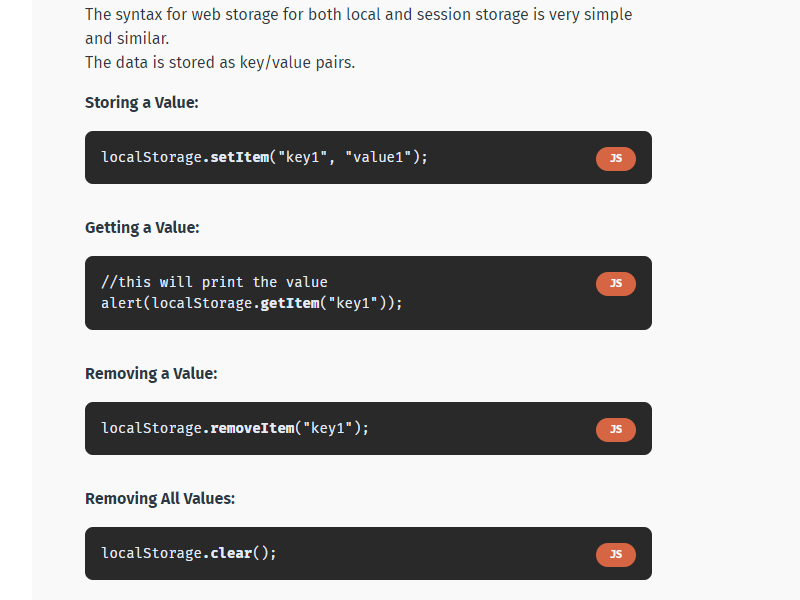 The syntax for web storage for both local and session storage is very simple
and similar.
The data is stored as key/value pairs.
Storing a Value:
localStorage.setItem("key1", "value1");
JS
Getting a Value:
//this will print the value
JS
alert(localStorage.getItem("key1"));
Removing a Value:
localStorage.removeItem("key1");
JS
Removing All Values:
localStorage.clear();
JS